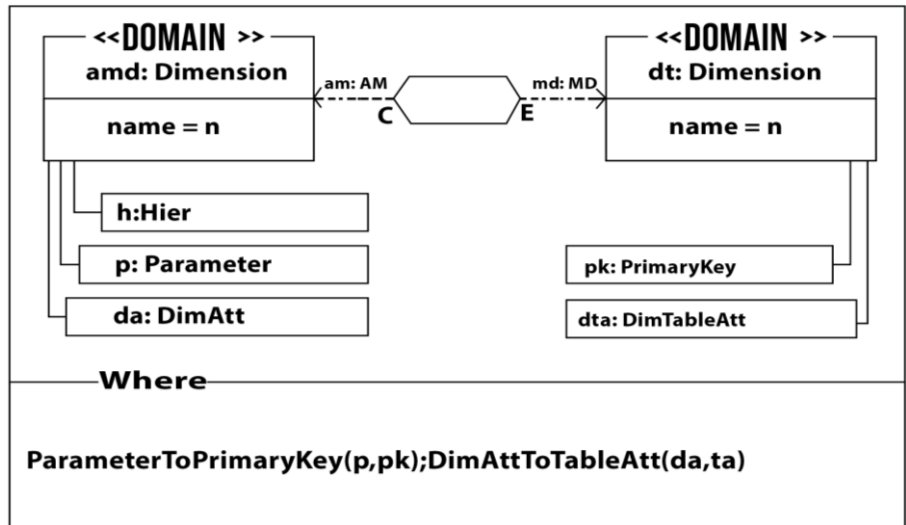 <<DOMAIN >>
amd: Dimension
name = n
h:Hier
p: Parameter
da: DimAtt
am: AM
C
md: MD
E
<<DOMAIN >>
dt: Dimension
name = n
pk: PrimaryKey
dta: DimTableAtt
Where
ParameterToPrimaryKey(p,pk);DimAttToTableAtt(da,ta)